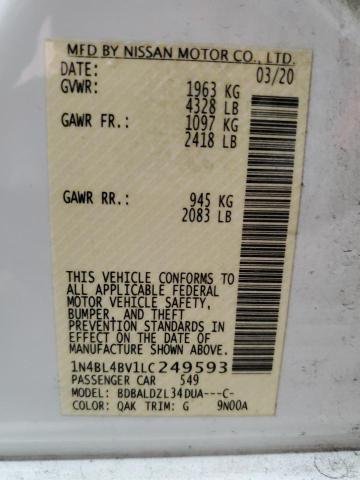 MFD BY NISSAN MOTOR CO., LTD.
DATE: 03/20
GVWR: 1963 KG
4328 LB
GAWR FR.: 1097 KG
2418 LB
GAWR RR.: 945 KG
2083 LB
THIS VEHICLE CONFORMS TO
ALL APPLICABLE FEDERAL
MOTOR VEHICLE SAFETY,
BUMPER, AND THEFT
PREVENTION STANDARDS
IN EFFECT ON THE DATE OF
MANUFACTURE SHOWN ABOVE.
1N4BL4BV1LC249593
PASSENGER CAR 549
MODEL: BDBALDZL34DUA---C-
COLOR: QAK TRIM: G 9N00A